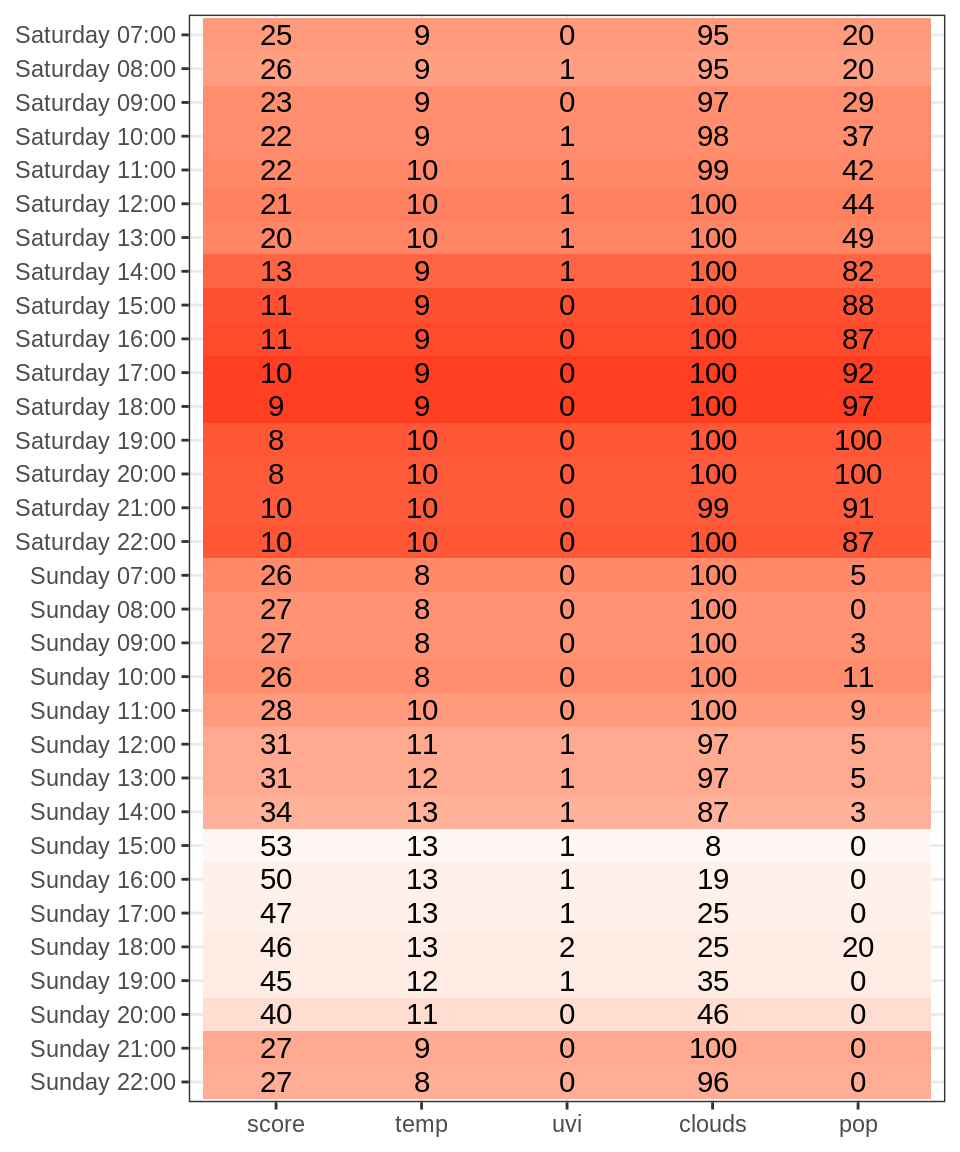 Saturday 07:00 25 9 0 95 20
Saturday 08:00 26 9 1 95 20
Saturday 09:00 23 9 0 97 29
Saturday 10:00 22 9 1 98 37
Saturday 11:00 22 10 1 99 42
Saturday 12:00 21 10 1 100 44
Saturday 13:00 20 10 1 100 49
Saturday 14:00 13 9 1 100 82
Saturday 15:00 11 9 0 100 88
Saturday 16:00 11 9 0 100 87
Saturday 17:00 10 9 0 100 92
Saturday 18:00 9 9 0 100 97
Saturday 19:00 8 10 0 100 100
Saturday 20:00 8 10 0 100 100
Saturday 21:00 10 10 0 99 91
Saturday 22:00 10 10 0 100 87
Sunday 07:00 26 8 0 100 5
Sunday 08:00 27 8 0 100 0
Sunday 09:00 27 8 0 100 3
Sunday 10:00 26 8 0 100 11
Sunday 11:00 28 10 0 100 9
Sunday 12:00 31 11 1 97 5
Sunday 13:00 31 12 1 97 5
Sunday 14:00 34 13 1 87 3
Sunday 15:00 53 13 1 8 0
Sunday 16:00 50 13 1 19 0
Sunday 17:00 47 13 1 25 0
Sunday 18:00 46 13 2 25 20
Sunday 19:00 45 12 1 35 0
Sunday 20:00 40 11 0 46 0
Sunday 21:00 27 9 0 100 0
Sunday 22:00 27 8 0 96 0
score temp uvi clouds pop